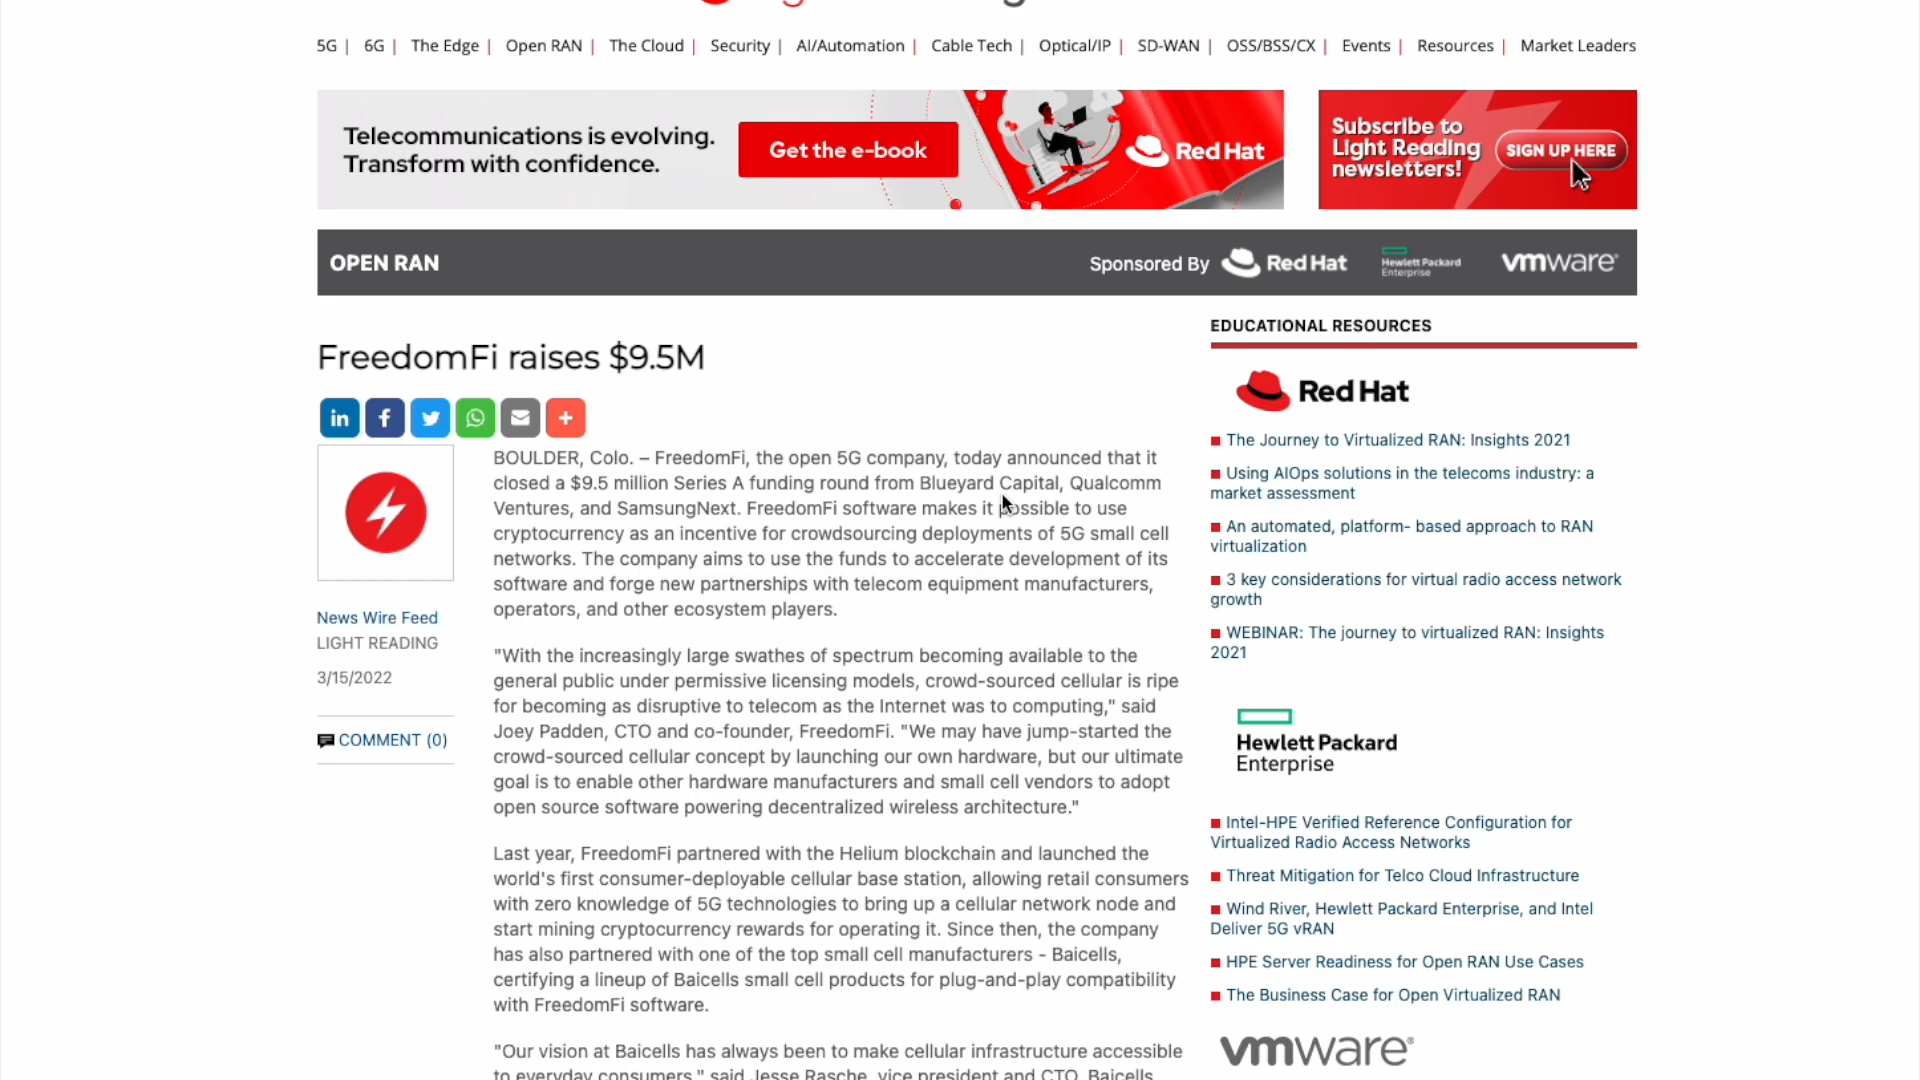 5G | 6G | The Edge | Open RAN | The Cloud | Security | AI/Automation | Cable Tech | Optical/IP | SD-WAN | OSS/BSS/CX | Events | Resources | Market Leaders
Telecommunications is evolving.
Transform with confidence.
Get the e-book
Red Hat
Subscribe to
Light Reading
newsletters!
SIGN UP HERE
OPEN RAN
Sponsored By
Red Hat
Hewlett Packard
Enterprise
vmware®
FreedomFi raises $9.5M
in
f
+
News Wire Feed
LIGHT READING
3/15/2022
COMMENT (0)
BOULDER, Colo. – FreedomFi, the open 5G company, today announced that it
closed a $9.5 million Series A funding round from Blueyard Capital, Qualcomm
Ventures, and SamsungNext. FreedomFi software makes it possible to use
cryptocurrency as an incentive for crowdsourcing deployments of 5G small cell
networks. The company aims to use the funds to accelerate development of its
software and forge new partnerships with telecom equipment manufacturers,
operators, and other ecosystem players.
"With the increasingly large swathes of spectrum becoming available to the
general public under permissive licensing models, crowd-sourced cellular is ripe
for becoming as disruptive to telecom as the Internet was to computing," said
Joey Padden, CTO and co-founder, FreedomFi. "We may have jump-started the
crowd-sourced cellular concept by launching our own hardware, but our ultimate
goal is to enable other hardware manufacturers and small cell vendors to adopt
open source software powering decentralized wireless architecture."
Last year, FreedomFi partnered with the Helium blockchain and launched the
world's first consumer-deployable cellular base station, allowing retail consumers
with zero knowledge of 5G technologies to bring up a cellular network node and
start mining cryptocurrency rewards for operating it. Since then, the company
has also partnered with one of the top small cell manufacturers - Baicells,
certifying a lineup of Baicells small cell products for plug-and-play compatibility
with FreedomFi software.
"Our vision at Baicells has always been to make cellular infrastructure accessible
to everyday consumers," said Jesse Rasche, vice president and CTO, Baicells
EDUCATIONAL RESOURCES
Red Hat
The Journey to Virtualized RAN: Insights 2021
Using AIOps solutions in the telecoms industry: a
market assessment
An automated, platform- based approach to RAN
virtualization
3 key considerations for virtual radio access network
growth
WEBINAR: The journey to virtualized RAN: Insights
2021
Hewlett Packard
Enterprise
Intel-HPE Verified Reference Configuration for
Virtualized Radio Access Networks
Threat Mitigation for Telco Cloud Infrastructure
Wind River, Hewlett Packard Enterprise, and Intel
Deliver 5G vRAN
HPE Server Readiness for Open RAN Use Cases
The Business Case for Open Virtualized RAN
vmware®